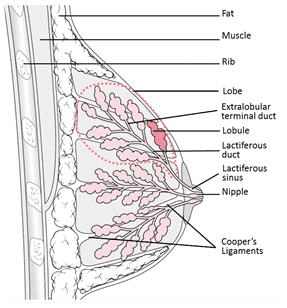 Fat
Muscle
Rib
Lobe
Extralobular
terminal duct
Lobule
Lactiferous
duct
Lactiferous
sinus
Nipple
Cooper's
Ligaments